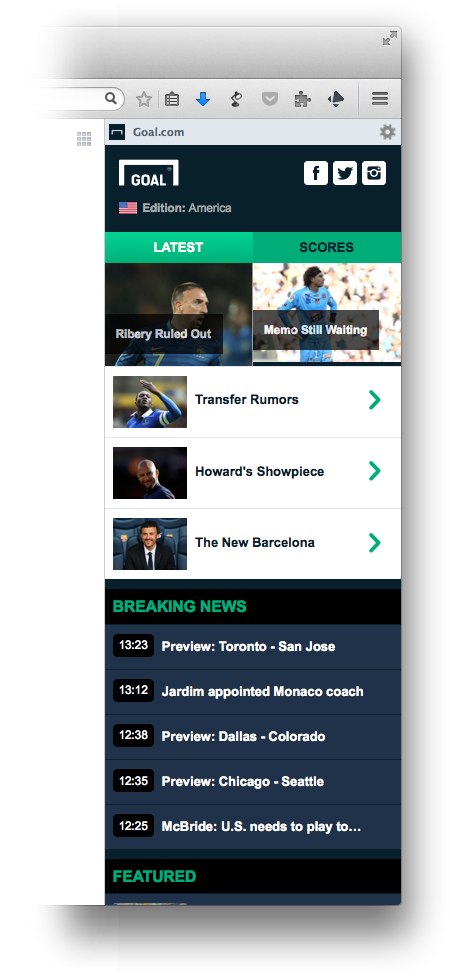 Goal.com
GOAL
Edition: America
LATEST
SCORES
Ribery Ruled Out
Memo Still Waiting
Transfer Rumors
Howard's Showpiece
The New Barcelona
BREAKING NEWS
13:23 Preview: Toronto - San Jose
13:12 Jardim appointed Monaco coach
12:38 Preview: Dallas - Colorado
12:35 Preview: Chicago - Seattle
12:25 McBride: U.S. needs to play to…
FEATURED